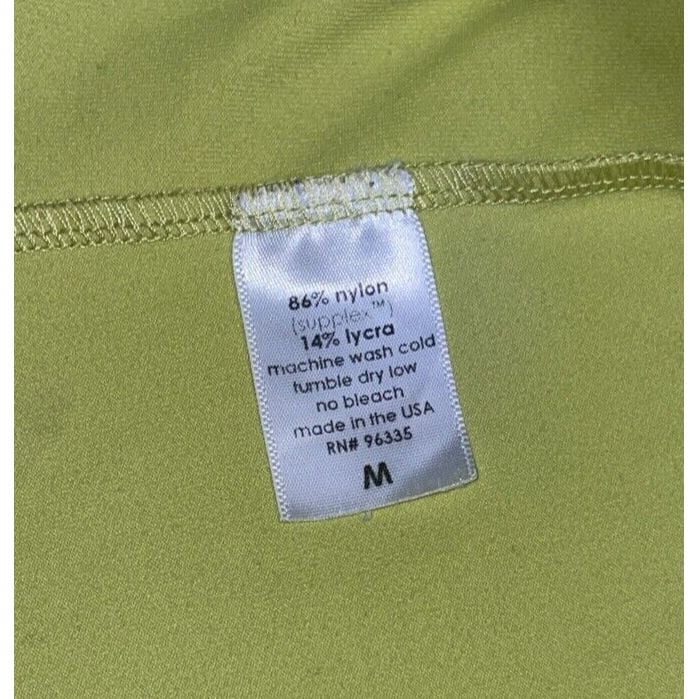 86% nylon
(supplex™)
14% lycra
machine wash cold
tumble dry low
no bleach
made in the USA
RN# 96335
M